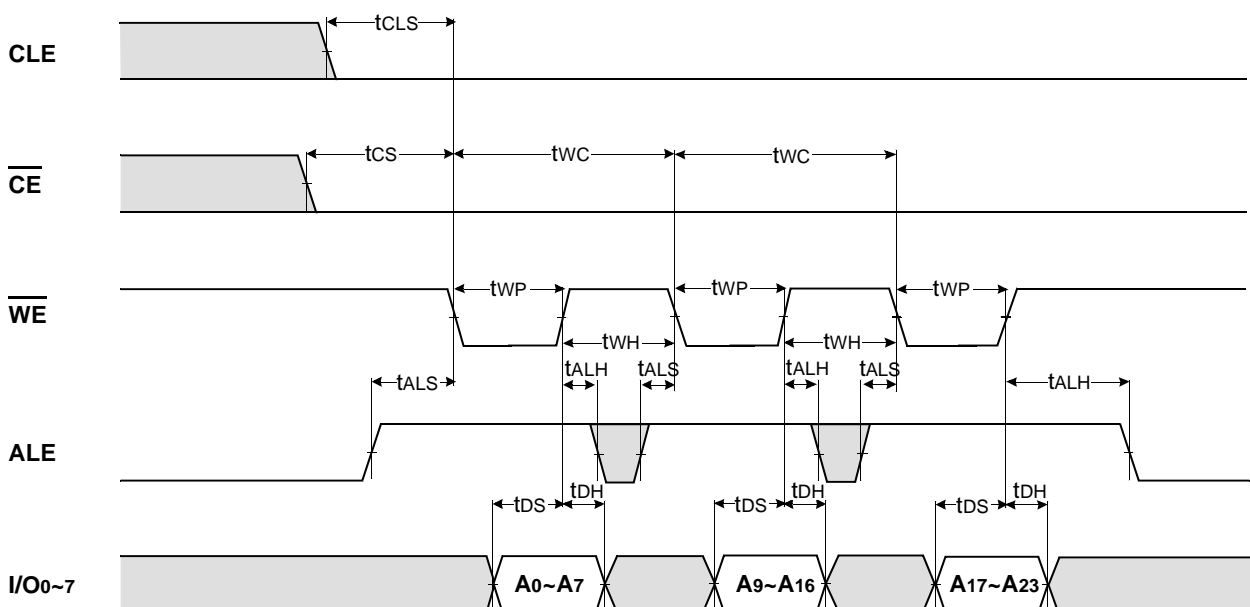 tCLS
CLE
tCS tWC tWC
CE
tWP tWP tWP
WE
tWH tWH
tALS tALH tALS tALH tALS tALH
ALE
tDS tDH tDS tDH tDS tDH
I/O0~7 A0~A7 A9~A16 A17~A23